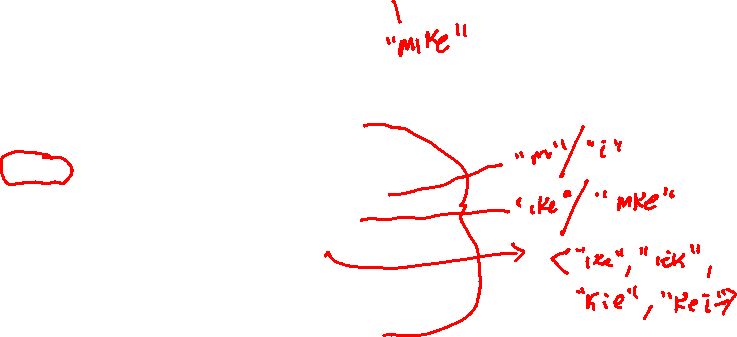 "MIKe"
"m"/"i"
"ike"/"mke"
<"ike", "iek",
"kie", "kei">